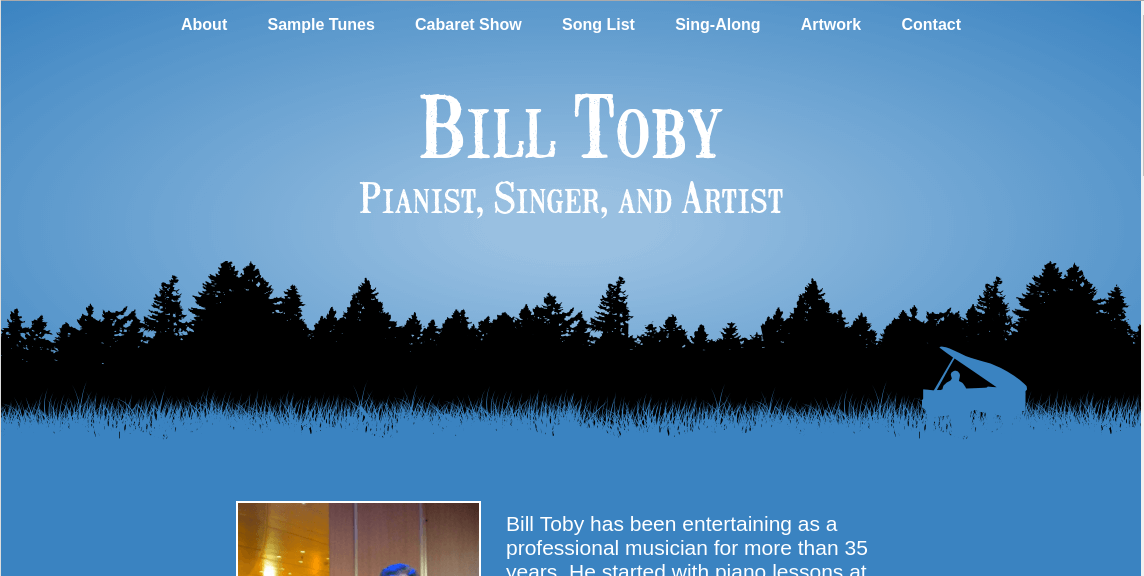 About Sample Tunes Cabaret Show Song List Sing-Along Artwork Contact
Bill Toby
Pianist, Singer, and Artist
Bill Toby has been entertaining as a
professional musician for more than 35
years. He started with piano lessons at